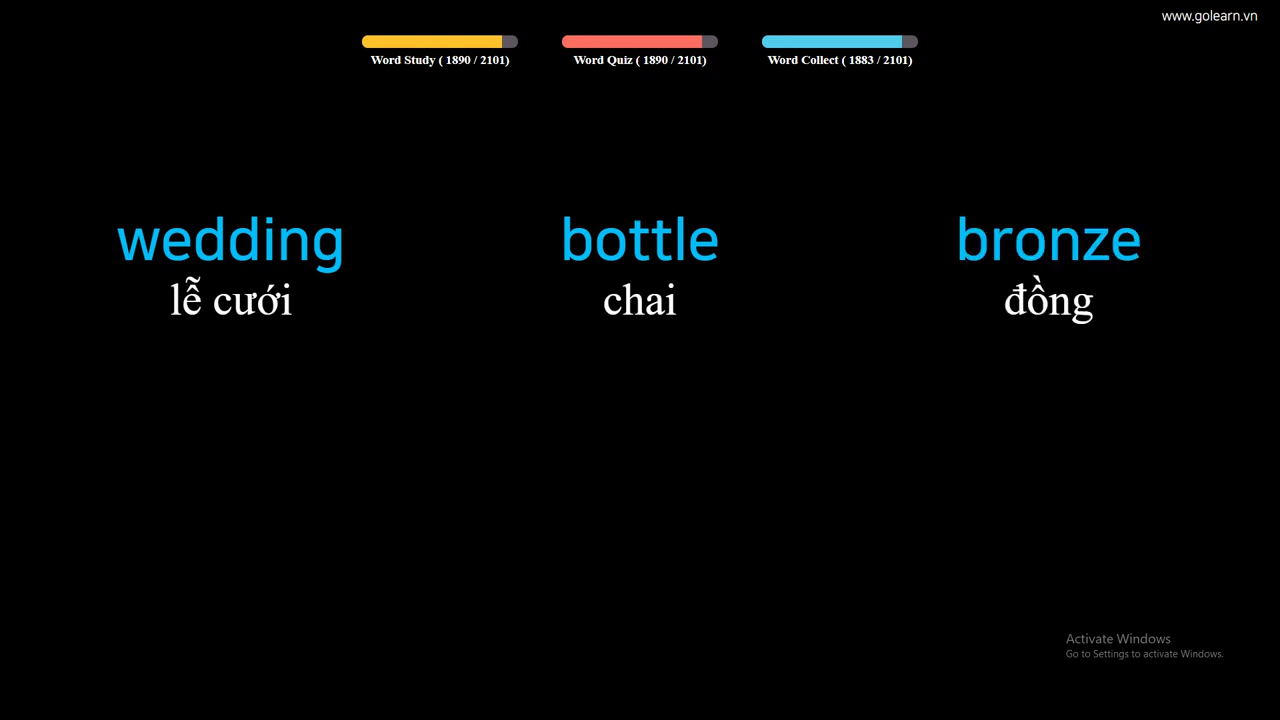 www.golearn.vn
Word Study ( 1890 / 2101)
Word Quiz ( 1890 / 2101)
Word Collect ( 1883 / 2101)
wedding
lễ cưới
bottle
chai
bronze
đồng
Activate Windows
Go to Settings to activate Windows.